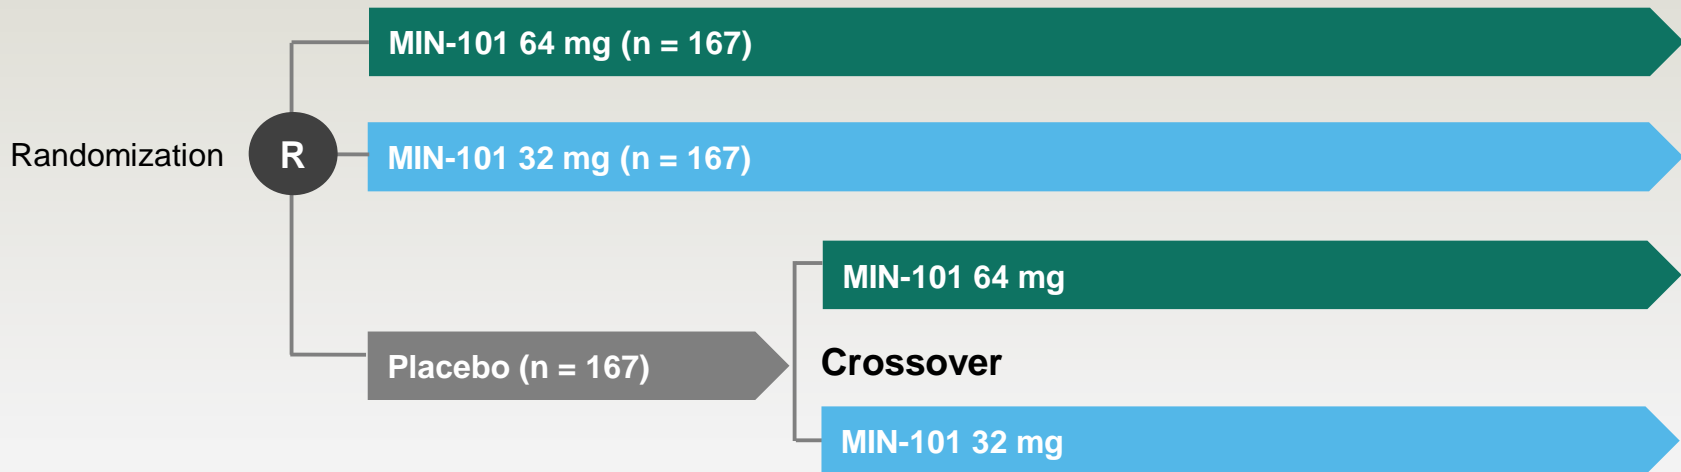 MIN-101 64 mg (n = 167)
Randomization
R
MIN-101 32 mg (n = 167)
MIN-101 64 mg
Placebo (n = 167)
Crossover
MIN-101 32 mg